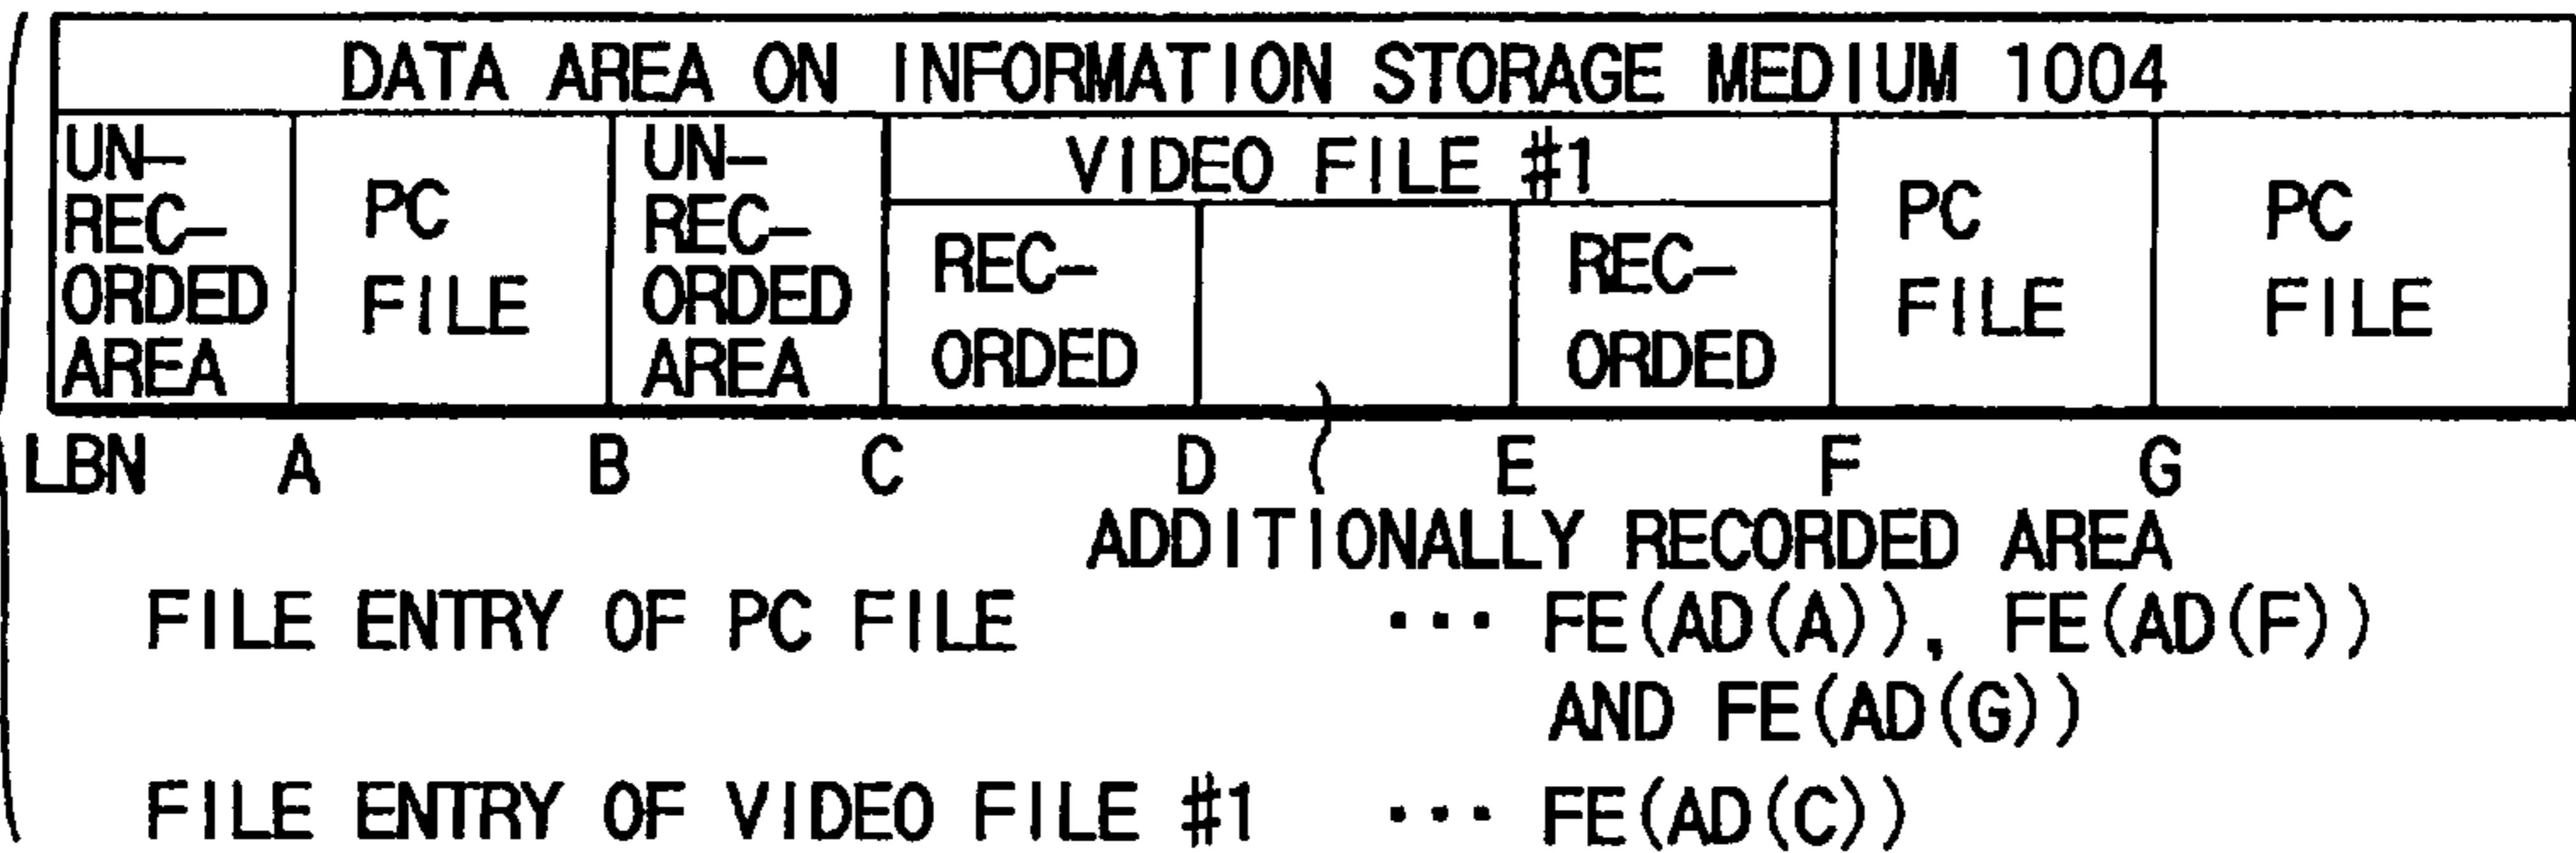 DATA AREA ON INFORMATION STORAGE MEDIUM 1004
UN-
REC-
ORDED
AREA
PC
FILE
UN-
REC-
ORDED
AREA
VIDEO FILE #1
REC-
ORDED
REC-
ORDED
PC
FILE
PC
FILE
LBN A B C D E F G
ADDITIONALLY RECORDED AREA
FILE ENTRY OF PC FILE ··· FE(AD(A)), FE(AD(F))
AND FE(AD(G))
FILE ENTRY OF VIDEO FILE #1 ··· FE(AD(C))